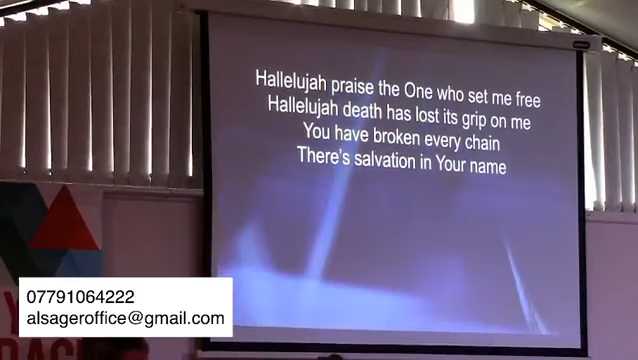 Hallelujah praise the One who set me free
Hallelujah death has lost its grip on me
You have broken every chain
There's salvation in Your name
07791064222
alsageroffice@gmail.com